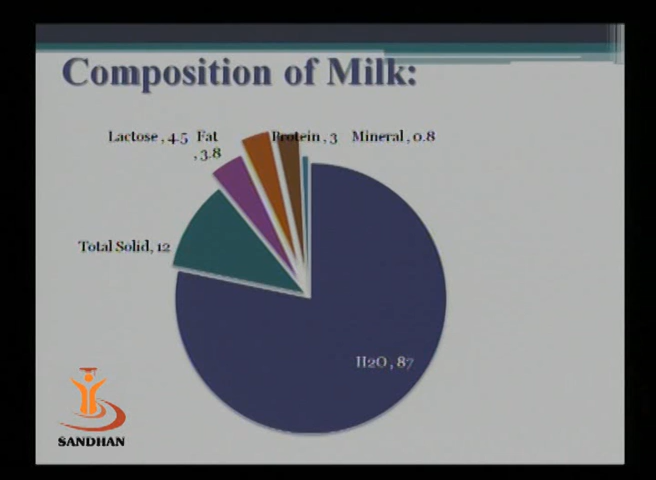 Composition of Milk:
Lactose , 4.5 Fat , 3.8 Protein , 3 Mineral , 0.8
Total Solid, 12
H2O , 87
SANDHAN